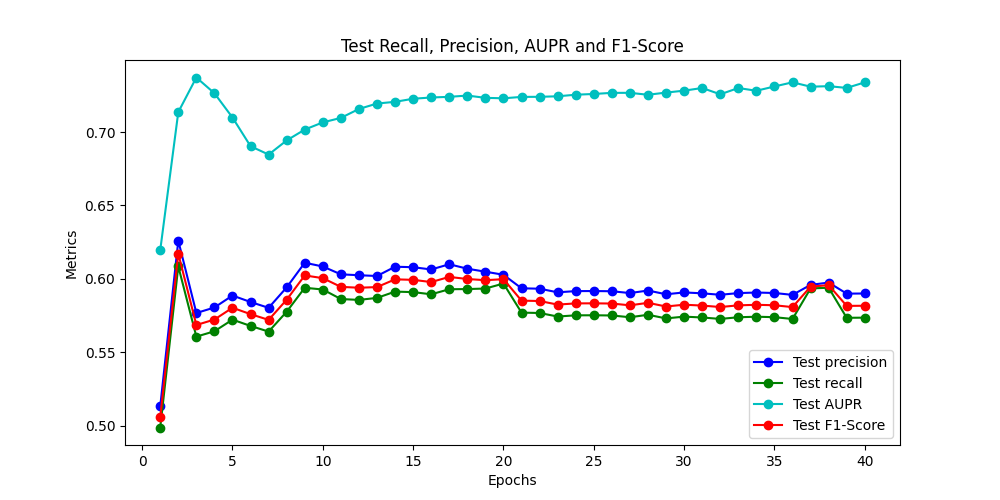 Test Recall, Precision, AUPR and F1-Score
0.70
0.65
0.60
0.55
0.50
Metrics
Test precision
Test recall
Test AUPR
Test F1-Score
0 5 10 15 20 25 30 35 40
Epochs